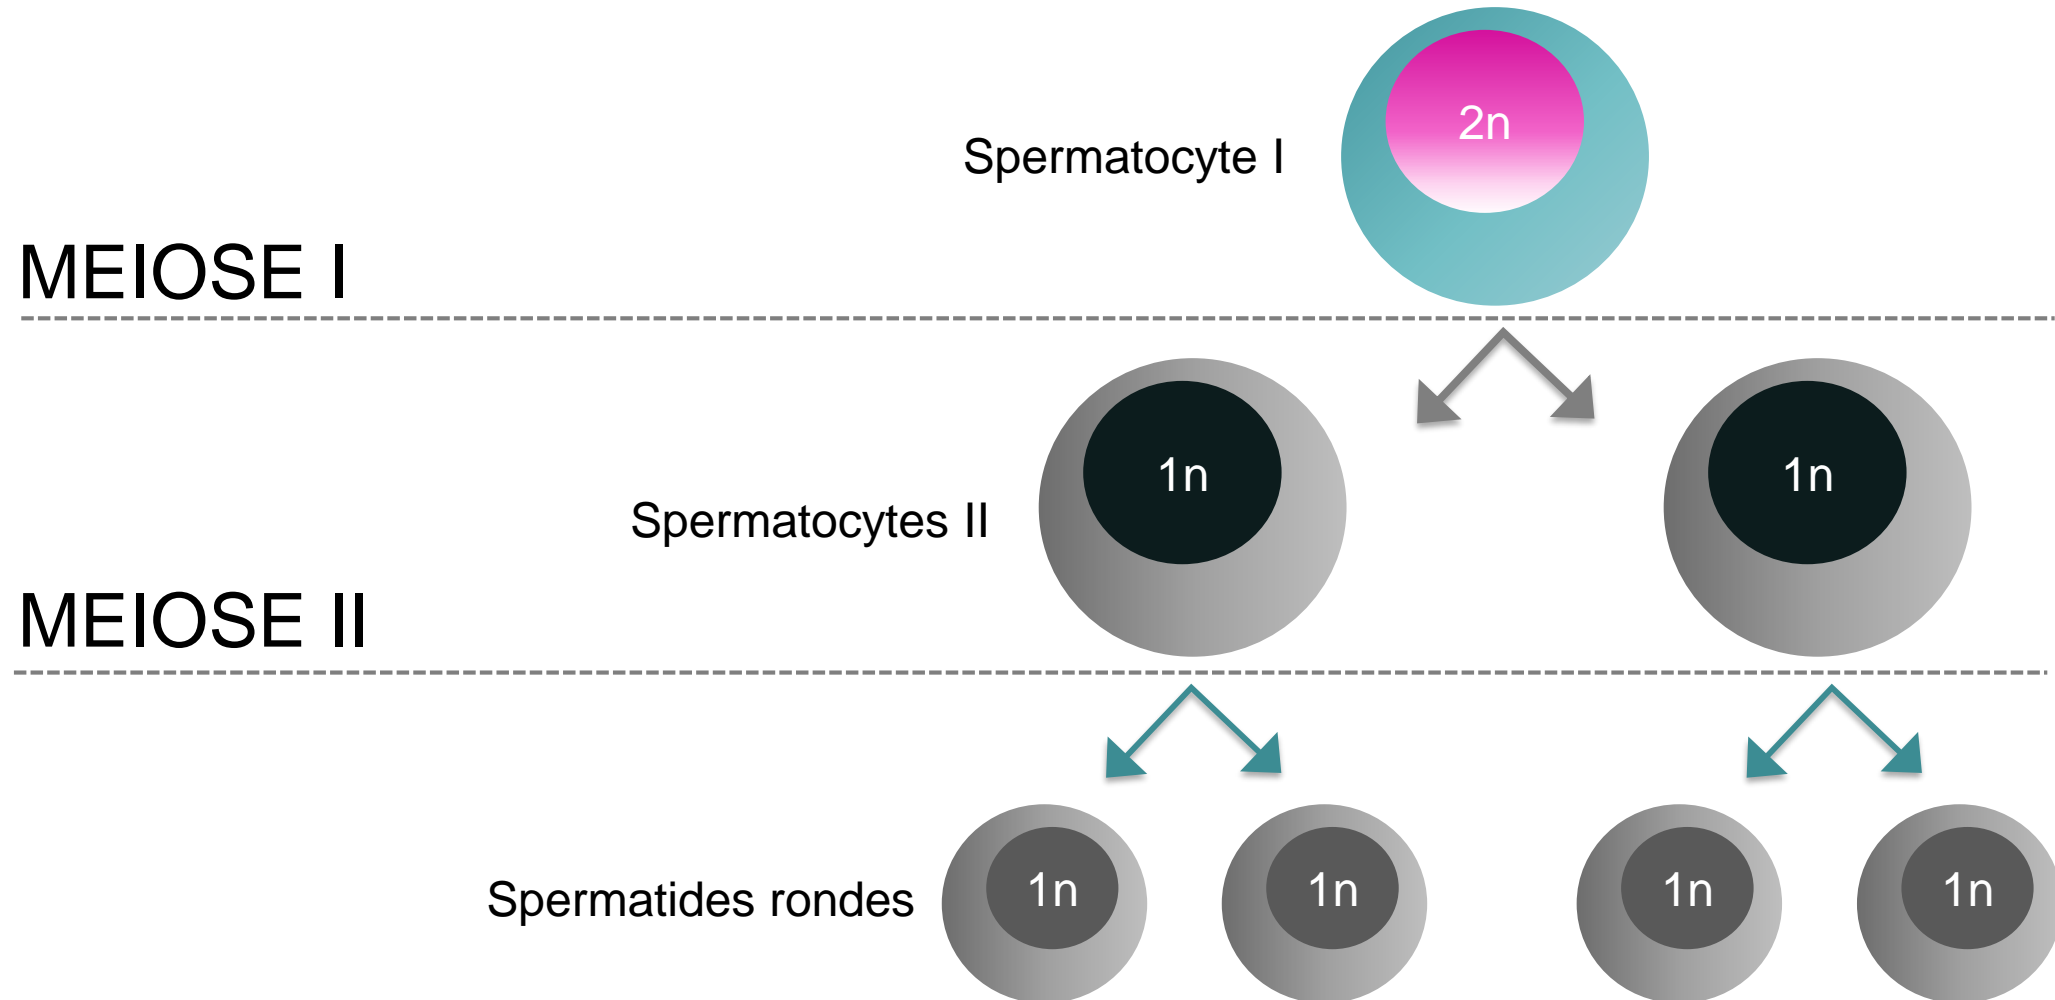 2n
Spermatocyte I
MEIOSE I
1n
1n
Spermatocytes II
MEIOSE II
Spermatides rondes
1n
1n
1n
1n